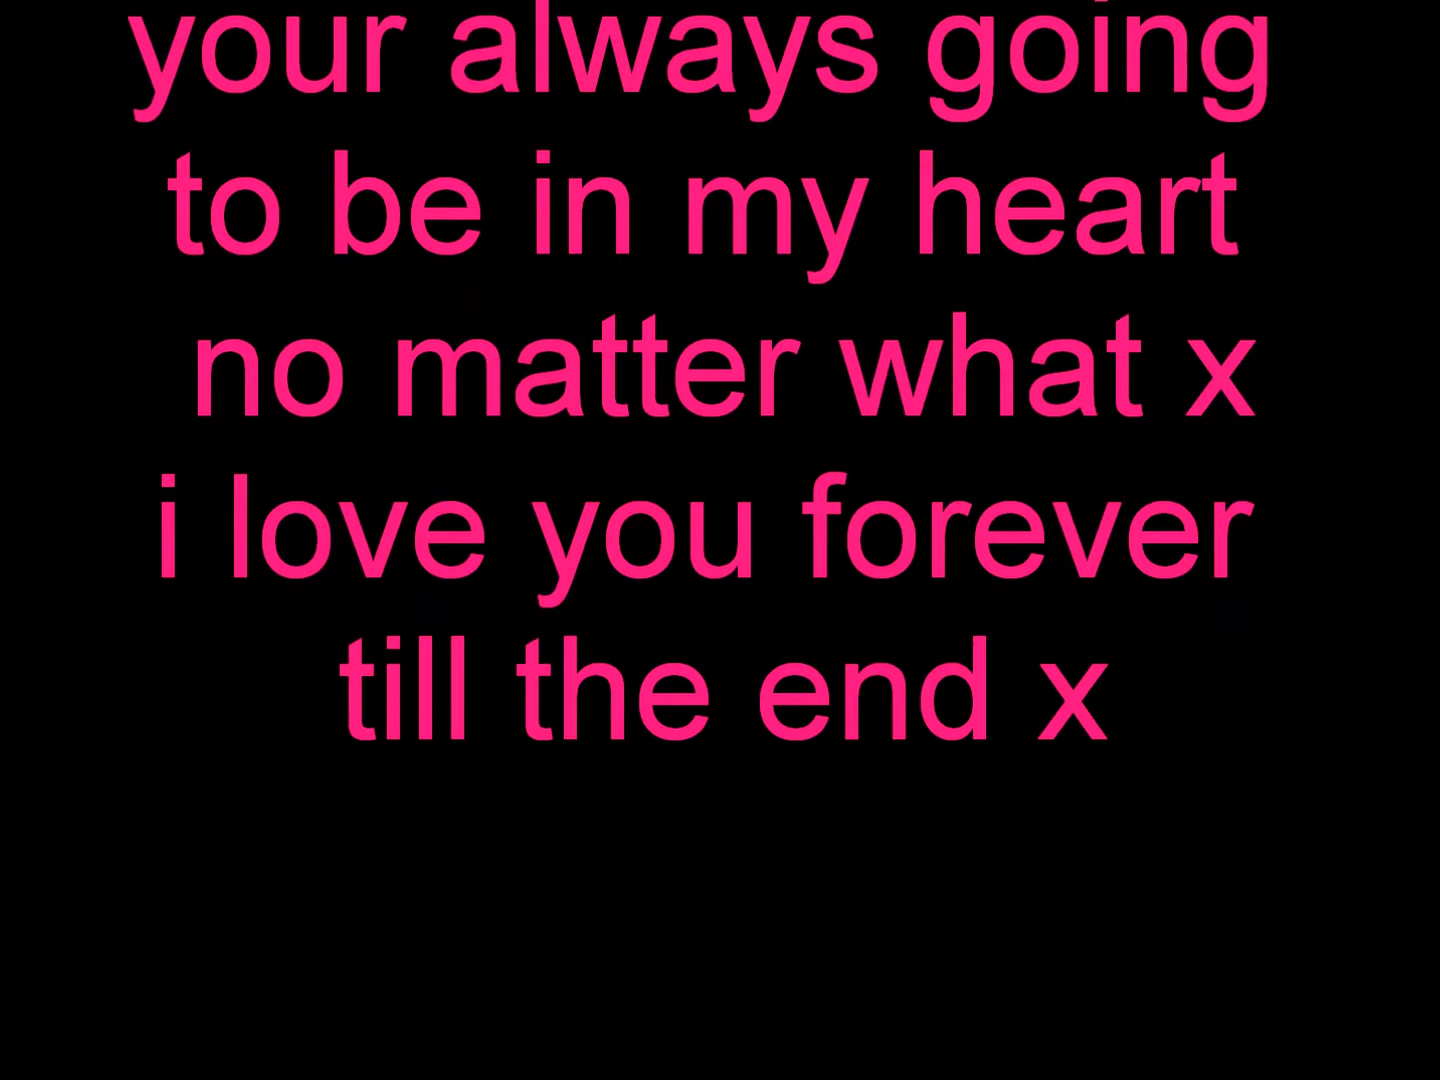 your always going
to be in my heart
no matter what x
i love you forever
till the end x